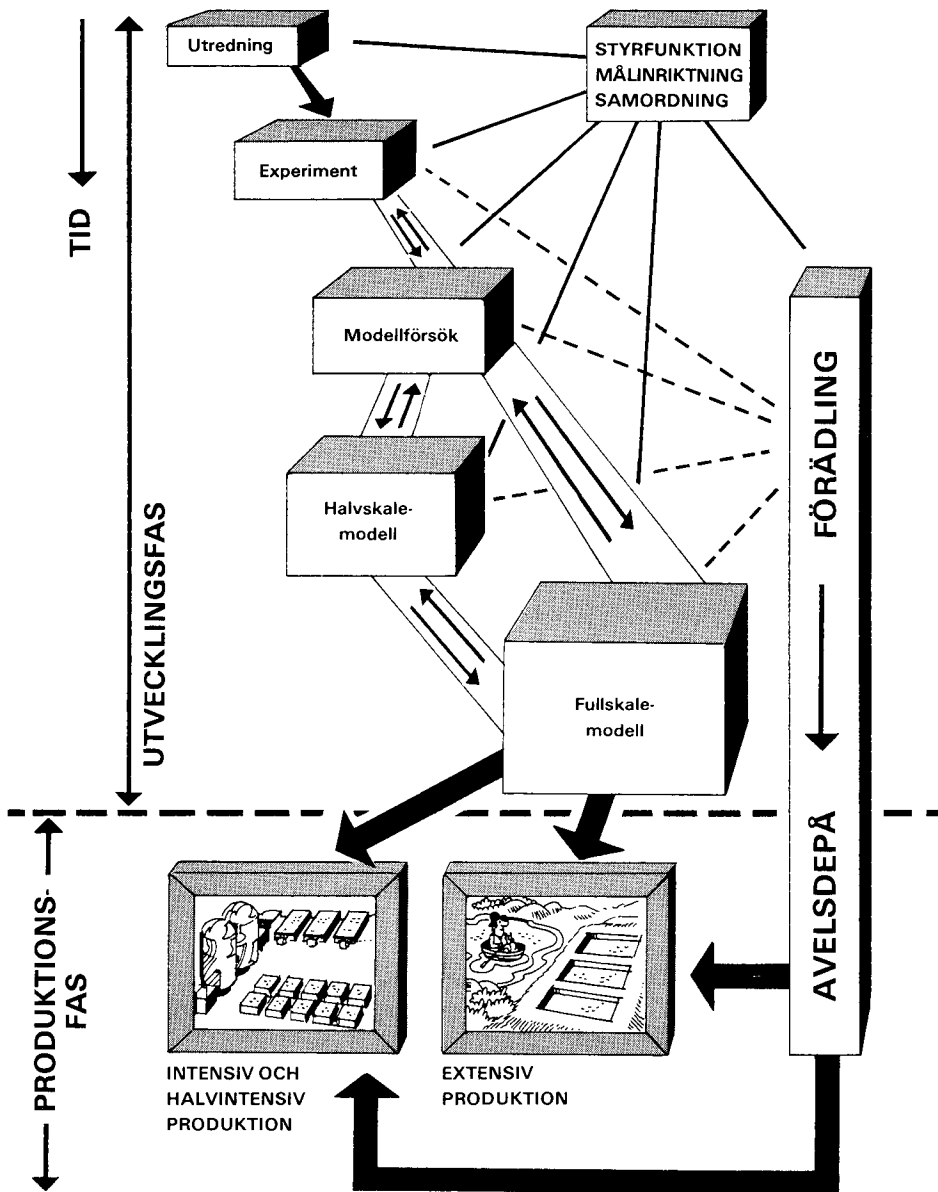 Utredning
STYRFUNKTION
MÅLINRIKTNING
SAMORDNING
Experiment
TID
Modellförsök
Halvskale-
modell
FÖRÄDLING
UTVECKLINGSFAS
Fullskale-
modell
AVELSDEPÅ
PRODUKTIONS-
FAS
INTENSIV OCH
HALVINTENSIV
PRODUKTION
EXTENSIV
PRODUKTION